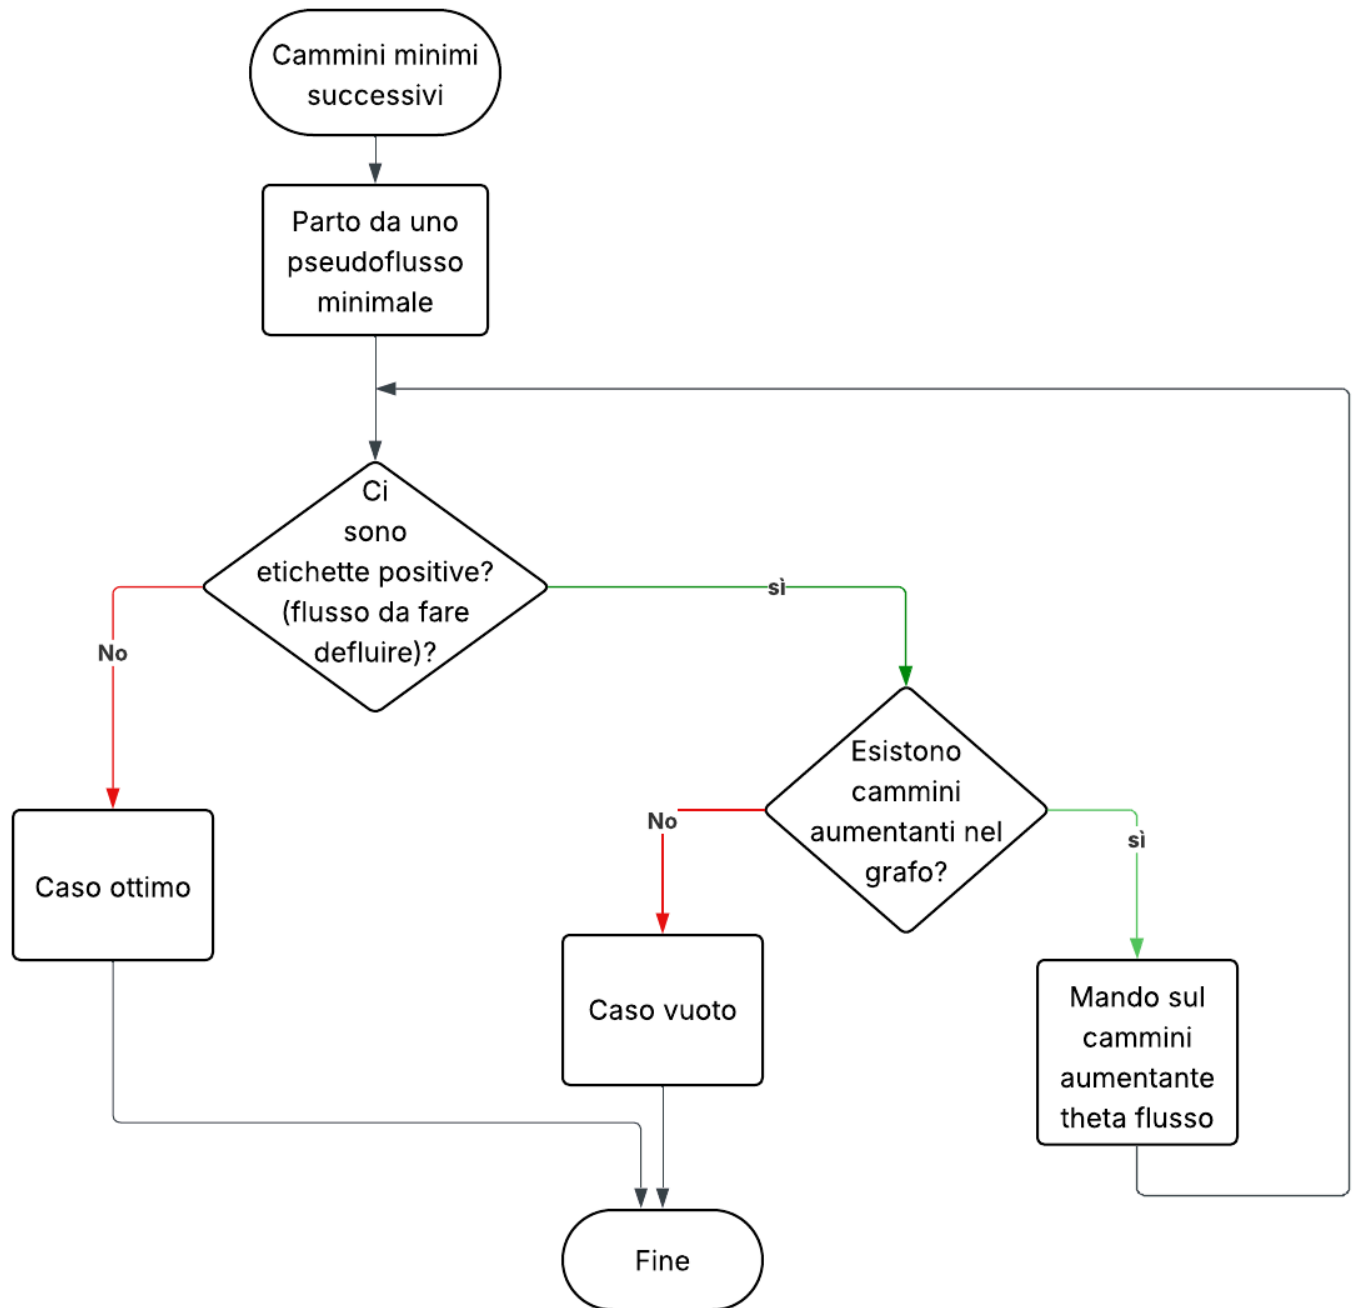 Cammini minimi
successivi
Parto da uno
pseudoflusso
minimale
Ci
sono
etichette positive?
(flusso da fare
defluire)?
sì
No
Esistono
cammini
aumentanti nel
grafo?
No
sì
Caso ottimo
Caso vuoto
Mando sul
cammini
aumentante
theta flusso
Fine